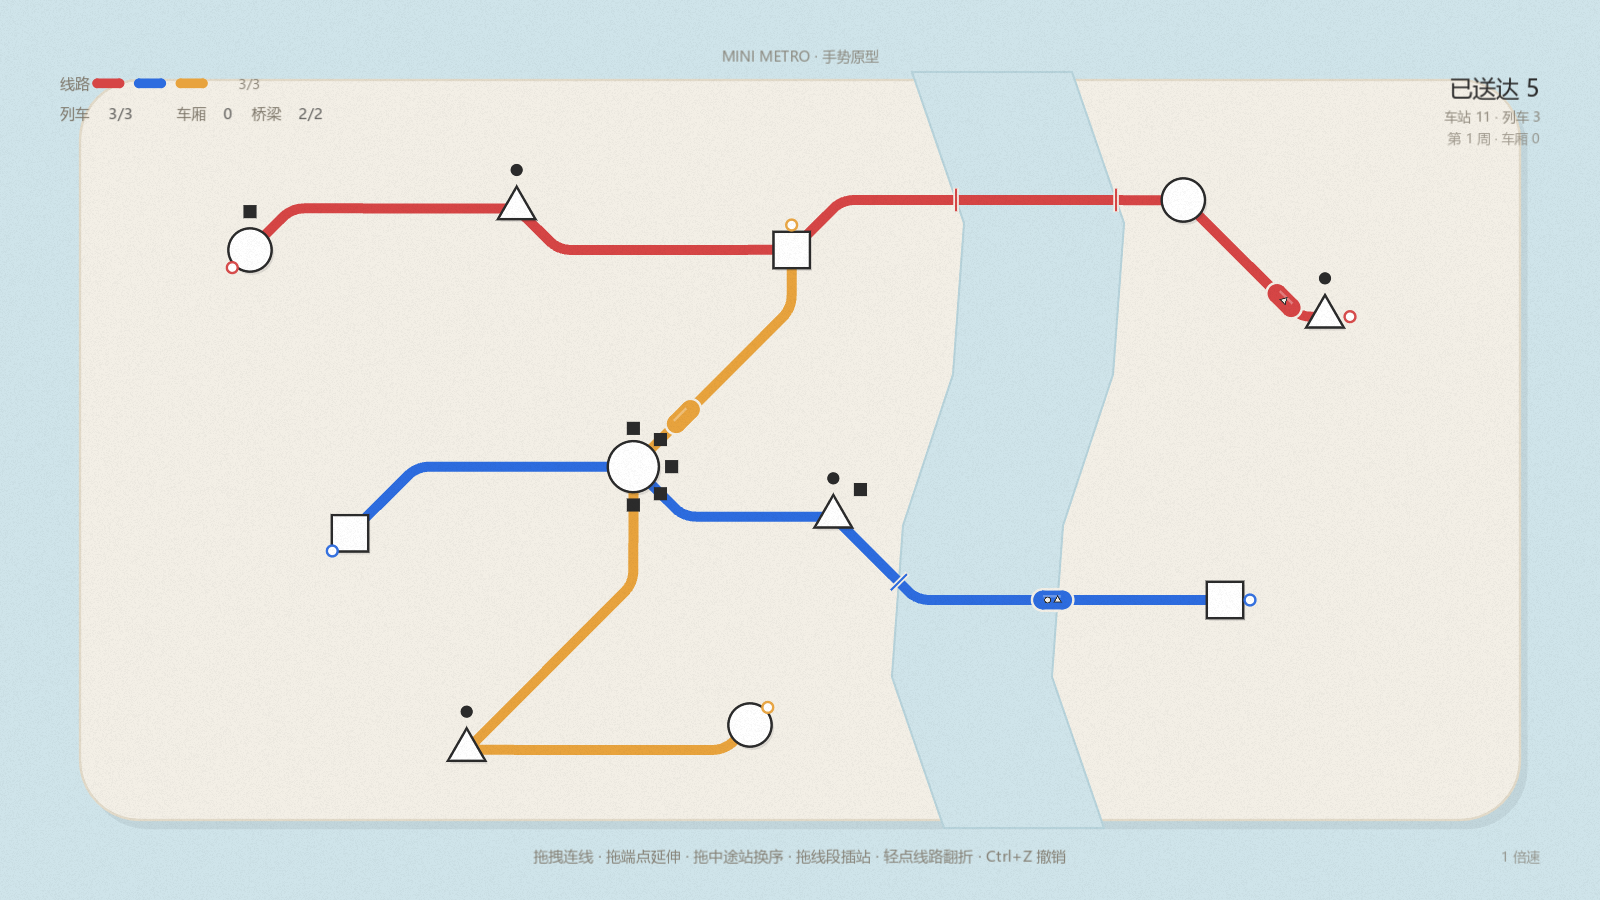 MINI METRO · 手势原型
线路 3/3
列车 3/3 车厢 0 桥梁 2/2
已送达 5
车站 11 · 列车 3
第 1 周 · 车厢 0
拖拽连线 · 拖端点延伸 · 拖中途站换序 · 拖线段插站 · 轻点线路翻折 · Ctrl+Z 撤销
1 倍速